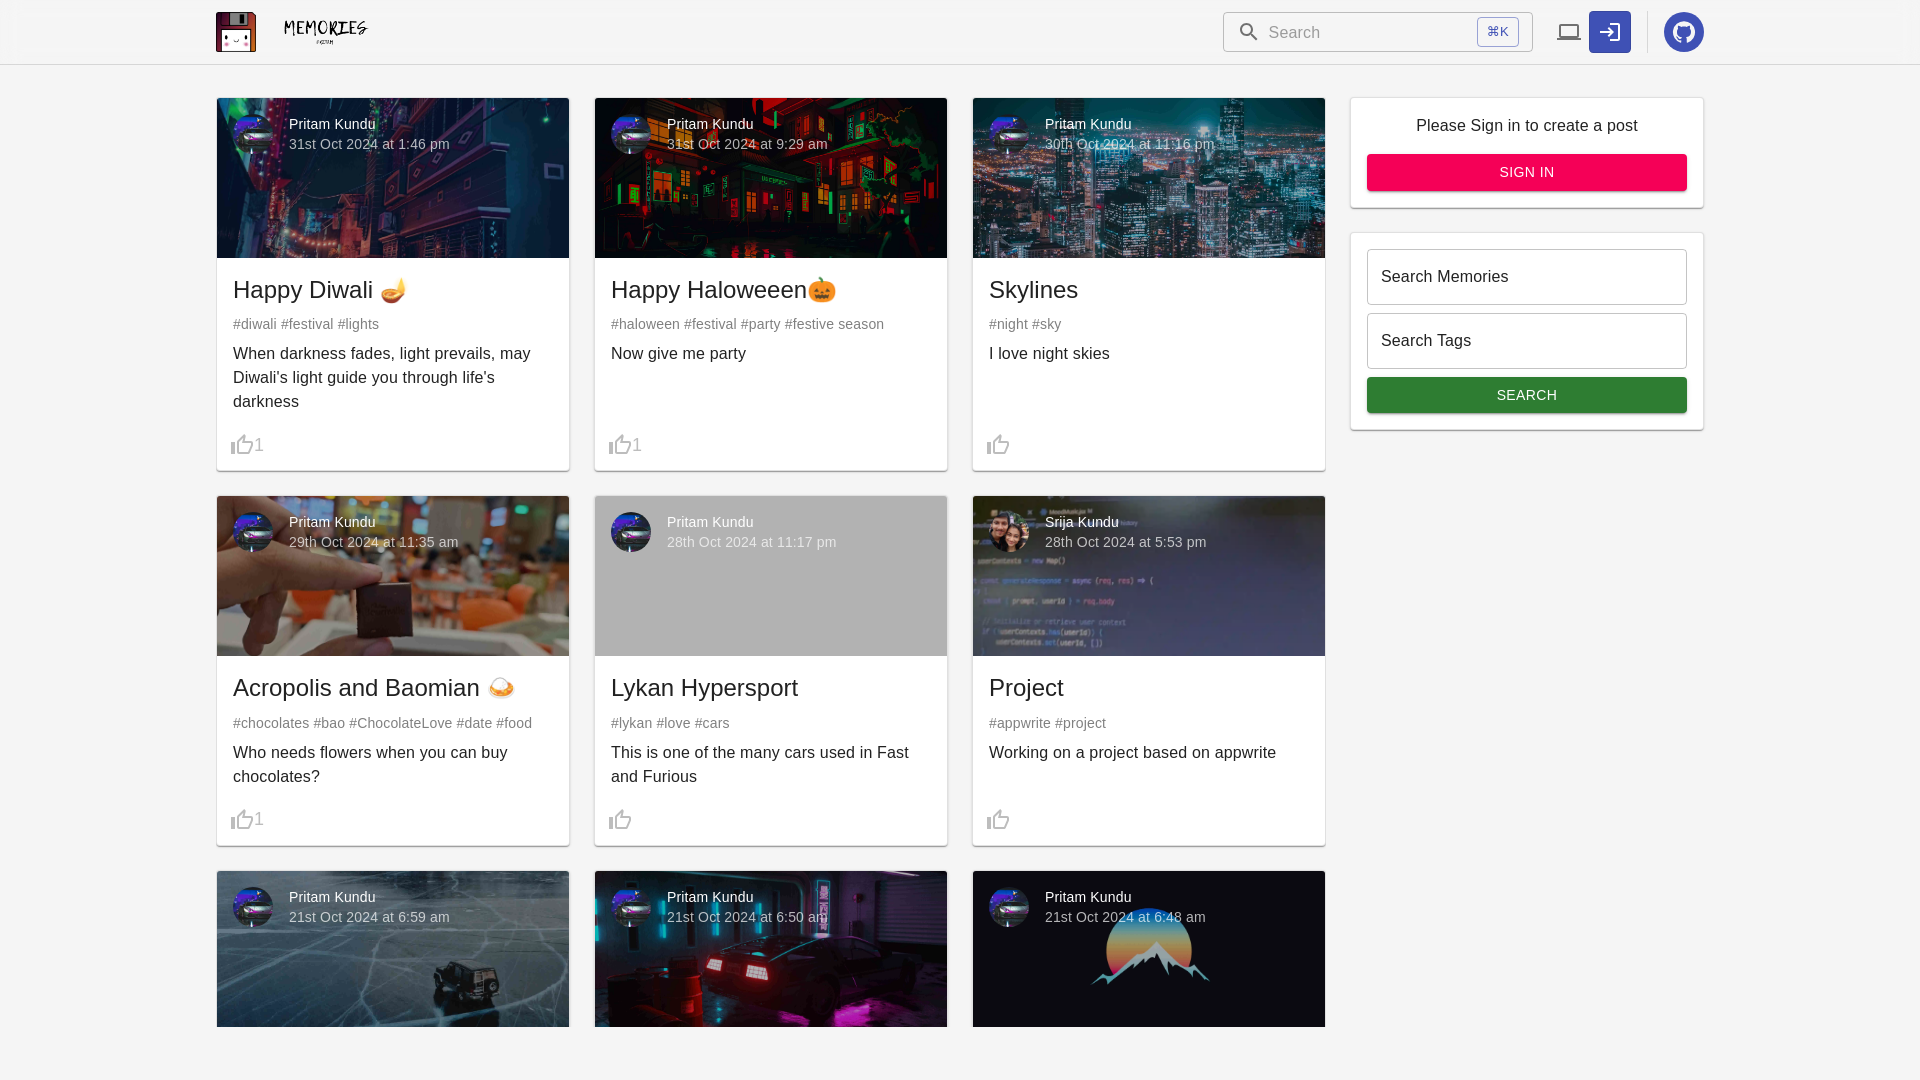 MEMORIES
Search
⌘K
Pritam Kundu
31st Oct 2024 at 1:46 pm
Happy Diwali 🪔
#diwali #festival #lights
When darkness fades, light prevails, may
Diwali's light guide you through life's
darkness
1
Pritam Kundu
31st Oct 2024 at 9:29 am
Happy Haloweeen🎃
#haloween #festival #party #festive season
Now give me party
1
Pritam Kundu
30th Oct 2024 at 11:16 pm
Skylines
#night #sky
I love night skies
Please Sign in to create a post
SIGN IN
Search Memories
Search Tags
SEARCH
Pritam Kundu
29th Oct 2024 at 11:35 am
Acropolis and Baomian 🍛
#chocolates #bao #ChocolateLove #date #food
Who needs flowers when you can buy
chocolates?
1
Pritam Kundu
28th Oct 2024 at 11:17 pm
Lykan Hypersport
#lykan #love #cars
This is one of the many cars used in Fast
and Furious
Srija Kundu
28th Oct 2024 at 5:53 pm
Project
#appwrite #project
Working on a project based on appwrite
Pritam Kundu
21st Oct 2024 at 6:59 am
Pritam Kundu
21st Oct 2024 at 6:50 am
Pritam Kundu
21st Oct 2024 at 6:48 am